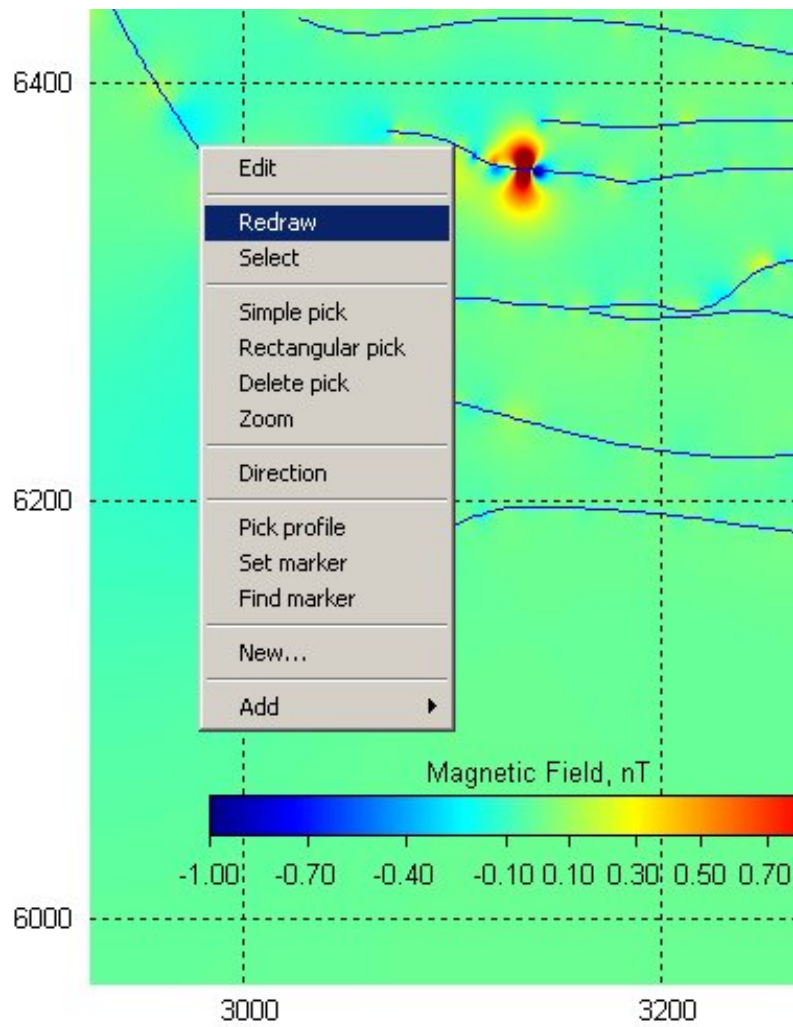 6400
Edit
Redraw
Select
Simple pick
Rectangular pick
Delete pick
Zoom
Direction
6200
Pick profile
Set marker
Find marker
New...
Add
Magnetic Field, nT
-1.00 -0.70 -0.40 -0.10 0.10 0.30 0.50 0.70
6000
3000 3200